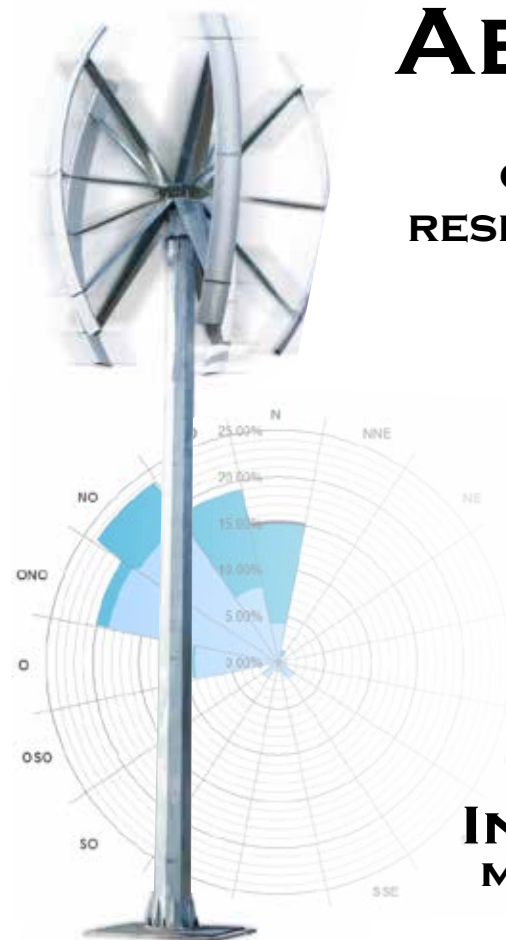 AE
RESI
N
25.00%
NNE
20.00%
NO
NE
15.00%
10.00%
ONO
5.00%
O
0.00%
OSO
SO
IN
M
SSE